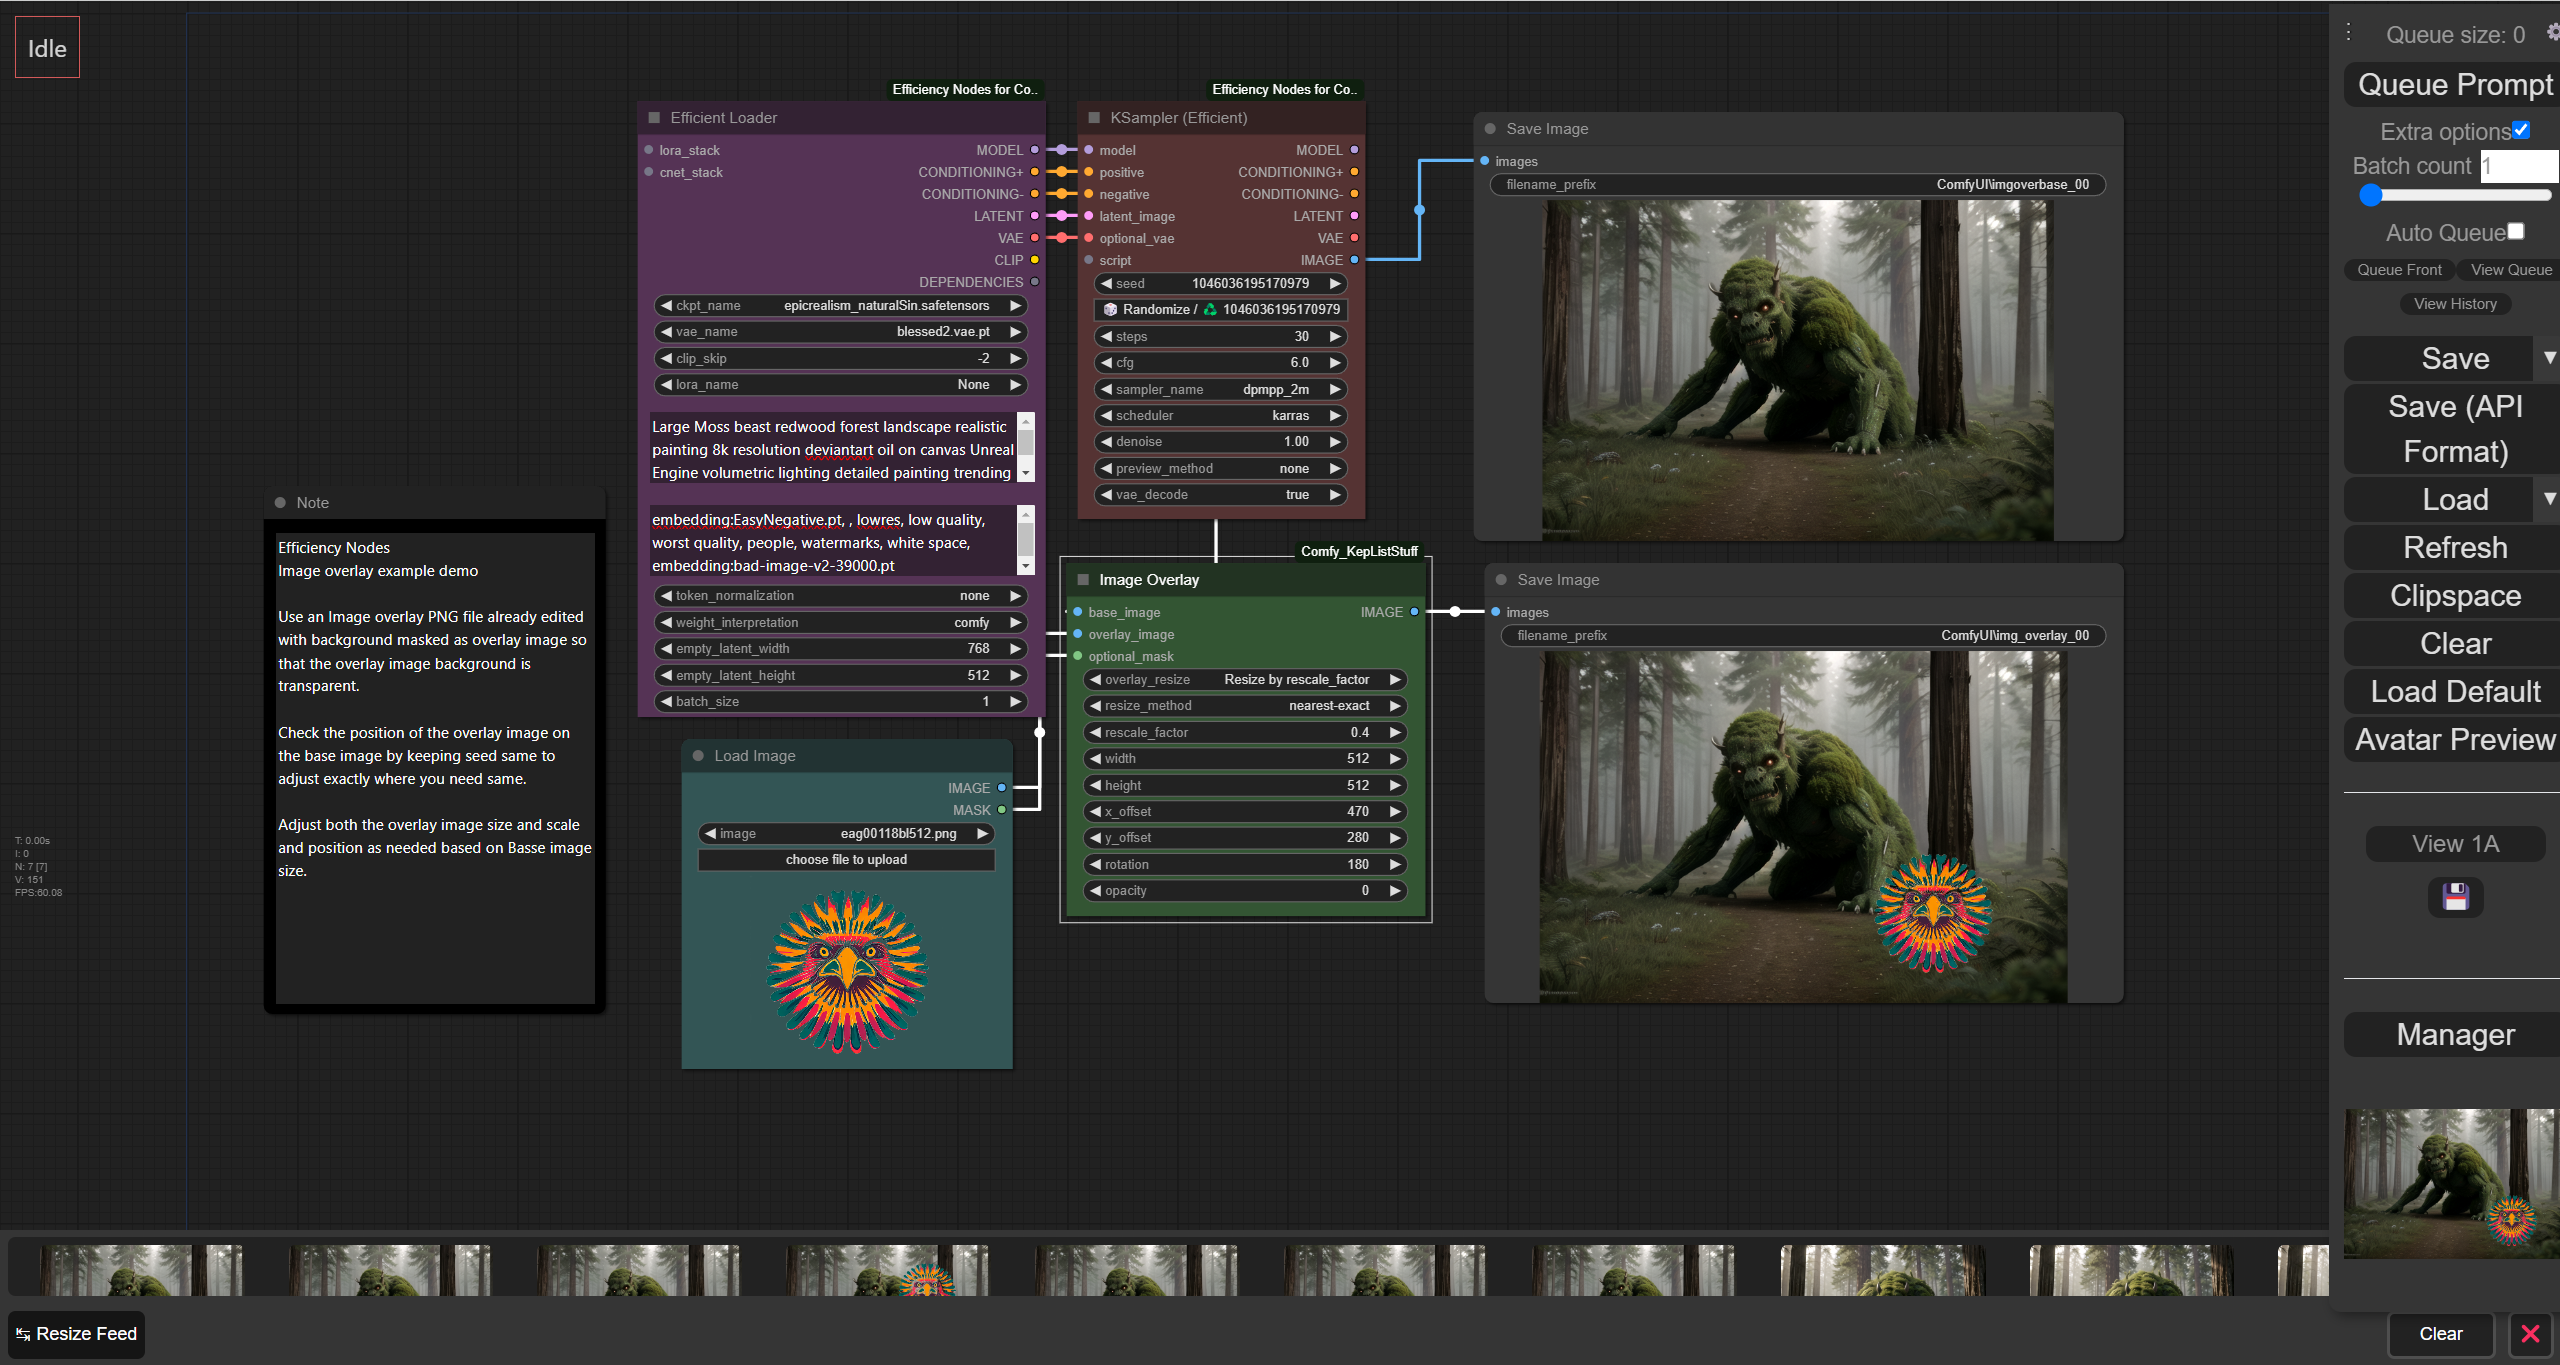 Idle
Efficiency Nodes for Co..
Efficient Loader
lora_stack MODEL
cnet_stack CONDITIONING+
CONDITIONING-
LATENT
VAE
CLIP
DEPENDENCIES
ckpt_name epicrealism_naturalSin.safetensors
vae_name blessed2.vae.pt
clip_skip -2
lora_name None
Large Moss beast redwood forest landscape realistic
painting 8k resolution deviantart oil on canvas Unreal
Engine volumetric lighting detailed painting trending
embedding:EasyNegative.pt, , lowres, low quality,
worst quality, people, watermarks, white space,
embedding:bad-image-v2-39000.pt
token_normalization none
weight_interpretation comfy
empty_latent_width 768
empty_latent_height 512
batch_size 1
Efficiency Nodes for Co..
KSampler (Efficient)
model MODEL
positive CONDITIONING+
negative CONDITIONING-
latent_image LATENT
optional_vae VAE
script IMAGE
seed 1046036195170979
Randomize / 1046036195170979
steps 30
cfg 6.0
sampler_name dpmpp_2m
scheduler karras
denoise 1.00
preview_method none
vae_decode true
Save Image
images
filename_prefix ComfyUI\imgoverbase_00
Note
Efficiency Nodes
Image overlay example demo
Use an Image overlay PNG file already edited
with background masked as overlay image so
that the overlay image background is
transparent.
Check the position of the overlay image on
the base image by keeping seed same to
adjust exactly where you need same.
Adjust both the overlay image size and scale
and position as needed based on Basse image
size.
T: 0.00s
I: 0
N: 7 [7]
V: 151
FPS:60.08
Load Image
IMAGE
MASK
image eag00118bl512.png
choose file to upload
Comfy_KepListStuff
Image Overlay
base_image IMAGE
overlay_image
optional_mask
overlay_resize Resize by rescale_factor
resize_method nearest-exact
rescale_factor 0.4
width 512
height 512
x_offset 470
y_offset 280
rotation 180
opacity 0
Save Image
images
filename_prefix ComfyUI\img_overlay_00
Queue size: 0
Queue Prompt
Extra options
Batch count 1
Auto Queue
Queue Front View Queue
View History
Save
Save (API
Format)
Load
Refresh
Clipspace
Clear
Load Default
Avatar Preview
View 1A
Manager
Resize Feed
Clear